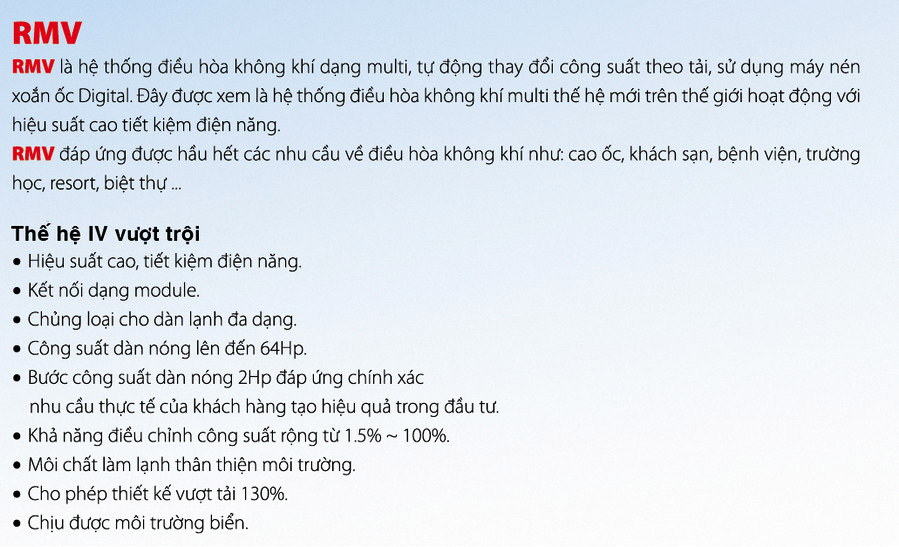 RMV
RMV là hệ thống điều hòa không khí dạng multi, tự động thay đổi công suất theo tải, sử dụng máy nén
xoắn ốc Digital. Đây được xem là hệ thống điều hòa không khí multi thế hệ mới trên thế giới hoạt động với
hiệu suất cao tiết kiệm điện năng.
RMV đáp ứng được hầu hết các nhu cầu về điều hòa không khí như: cao ốc, khách sạn, bệnh viện, trường
học, resort, biệt thự ...
Thế hệ IV vượt trội
• Hiệu suất cao, tiết kiệm điện năng.
• Kết nối dạng module.
• Chủng loại cho dàn lạnh đa dạng.
• Công suất dàn nóng lên đến 64Hp.
• Bước công suất dàn nóng 2Hp đáp ứng chính xác
nhu cầu thực tế của khách hàng tạo hiệu quả trong đầu tư.
• Khả năng điều chỉnh công suất rộng từ 1.5% ~ 100%.
• Môi chất làm lạnh thân thiện môi trường.
• Cho phép thiết kế vượt tải 130%.
• Chịu được môi trường biển.